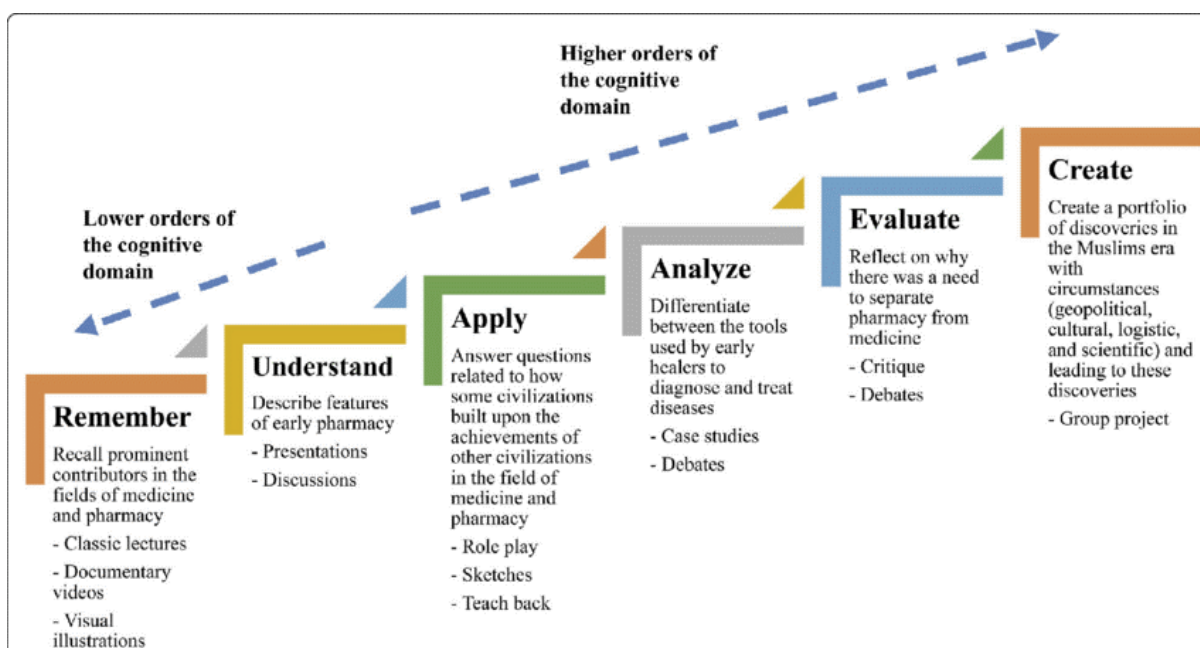 Higher orders of
the cognitive
domain
Lower orders of
the cognitive
domain
Remember
Recall prominent
contributors in the
fields of medicine
and pharmacy
- Classic lectures
- Documentary
videos
- Visual
illustrations
Understand
Describe features
of early pharmacy
- Presentations
- Discussions
Apply
Answer questions
related to how
some civilizations
built upon the
achievements of
other civilizations
in the field of
medicine and
pharmacy
- Role play
- Sketches
- Teach back
Analyze
Differentiate
between the tools
used by early
healers to
diagnose and treat
diseases
- Case studies
- Debates
Evaluate
Reflect on why
there was a need
to separate
pharmacy from
medicine
- Critique
- Debates
Create
Create a portfolio
of discoveries in
the Muslims era
with
circumstances
(geopolitical,
cultural, logistic,
and scientific) and
leading to these
discoveries
- Group project